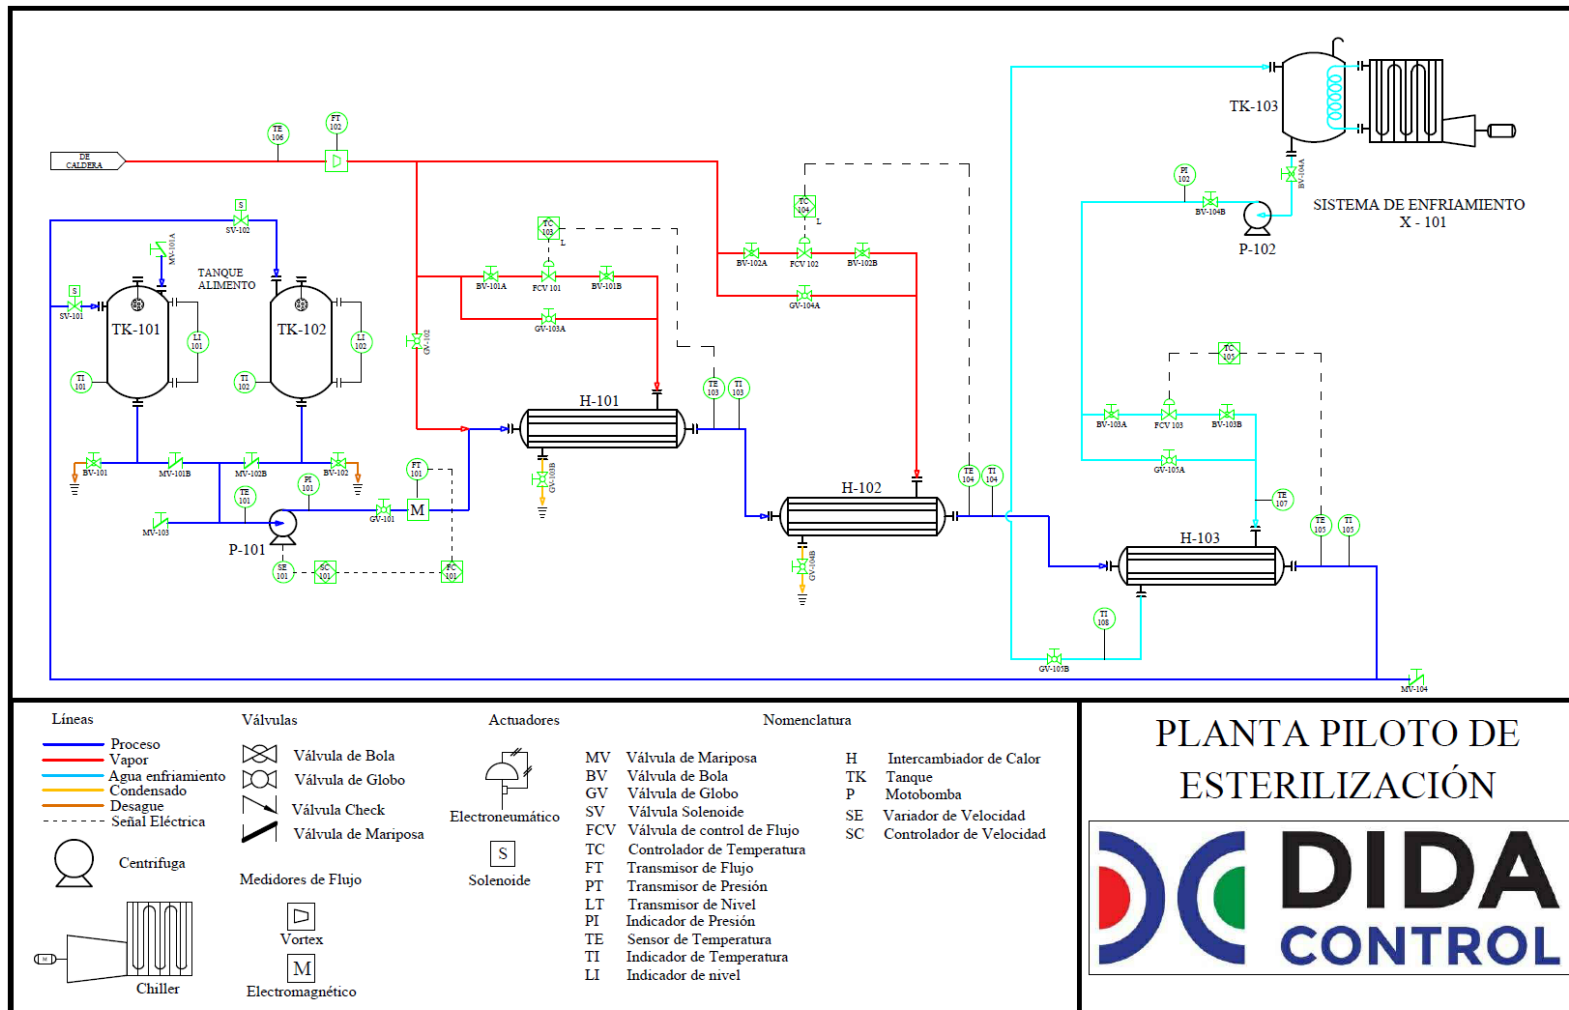 TE
106
FT
102
DE
CALDERA
S
SV-102
MV-101A
TANQUE
ALIMENTO
S
SV-101
TK-101
TK-102
LI
101
LI
102
TI
101
TI
102
BV-101
MV-101B
MV-102B
BV-102
MV-103
TE
101
PI
101
P-101
GV-101
FT
101
M
SE
101
SC
101
FC
101
GV-102
TC
103
L
BV-101A
FCV 101
BV-101B
GV-103A
H-101
GV-103B
TE
103
TI
103
TC
104
L
BV-102A
FCV 102
BV-102B
GV-104A
H-102
GV-104B
TE
104
TI
104
TK-103
BV-104A
PI
102
BV-104B
P-102
SISTEMA DE ENFRIAMIENTO
X - 101
TC
105
BV-103A
FCV 103
BV-103B
GV-105A
TE
107
H-103
TE
105
TI
105
TI
108
GV-105B
MV-104
Líneas
Proceso
Vapor
Agua enfriamiento
Condensado
Desague
Señal Eléctrica
Centrifuga
Chiller
Válvulas
Válvula de Bola
Válvula de Globo
Válvula Check
Válvula de Mariposa
Medidores de Flujo
Vortex
M
Electromagnético
Actuadores
Electroneumático
S
Solenoide
Nomenclatura
MV Válvula de Mariposa
BV Válvula de Bola
GV Válvula de Globo
SV Válvula Solenoide
FCV Válvula de control de Flujo
TC Controlador de Temperatura
FT Transmisor de Flujo
PT Transmisor de Presión
LT Transmisor de Nivel
PI Indicador de Presión
TE Sensor de Temperatura
TI Indicador de Temperatura
LI Indicador de nivel
H Intercambiador de Calor
TK Tanque
P Motobomba
SE Variador de Velocidad
SC Controlador de Velocidad
PLANTA PILOTO DE
ESTERILIZACIÓN
DIDA
CONTROL